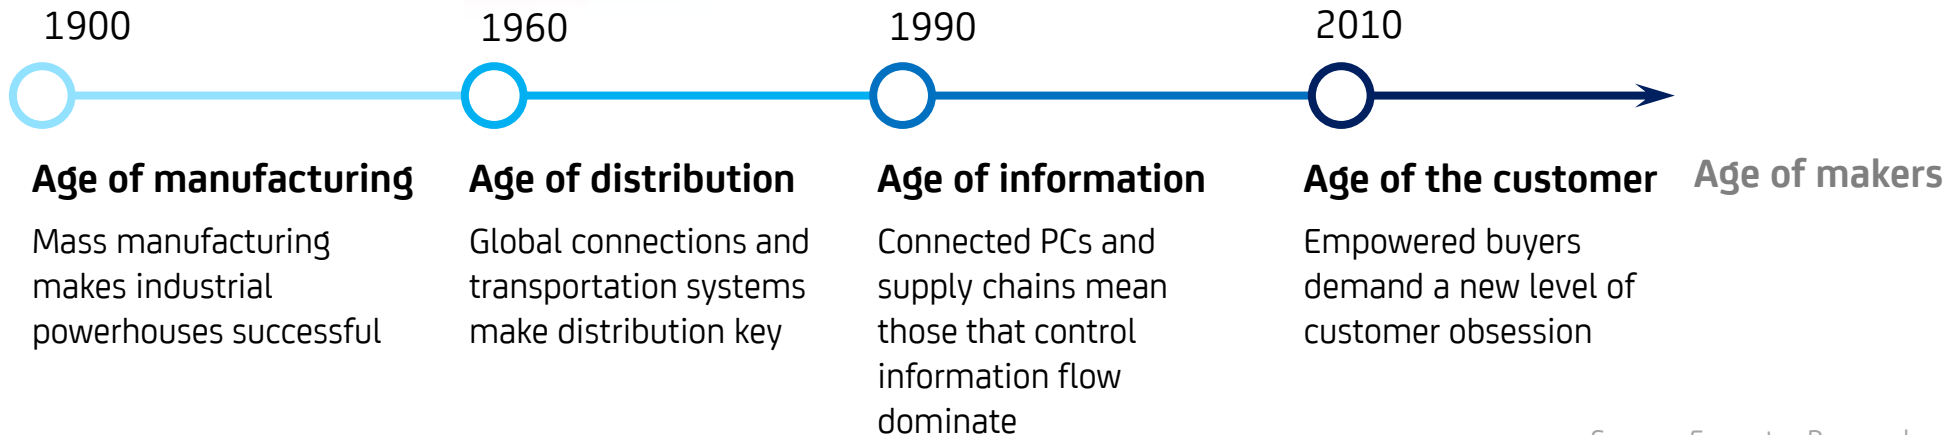 1900
1960
1990
2010
Age of manufacturing
Mass manufacturing
makes industrial
powerhouses successful
Age of distribution
Global connections and
transportation systems
make distribution key
Age of information
Connected PCs and
supply chains mean
those that control
information flow
dominate
Age of the customer
Empowered buyers
demand a new level of
customer obsession
Age of makers